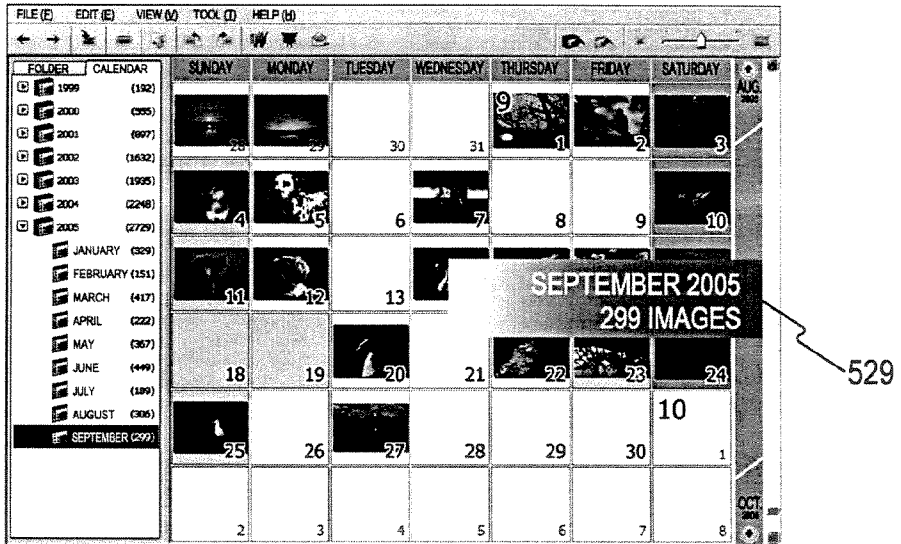 FILE (F) EDIT (E) VIEW (V) TOOL (T) HELP (H)
FOLDER CALENDAR
1999 (192)
2000 (555)
2001 (897)
2002 (1632)
2003 (1935)
2004 (2248)
2005 (2729)
JANUARY (329)
FEBRUARY (151)
MARCH (417)
APRIL (222)
MAY (367)
JUNE (449)
JULY (189)
AUGUST (306)
SEPTEMBER (299)
SUNDAY MONDAY TUESDAY WEDNESDAY THURSDAY FRIDAY SATURDAY
28 29 30 31 9 1 2 3
4 5 6 7 8 9 10
11 12 13
SEPTEMBER 2005
299 IMAGES
18 19 20 21 22 23 24
25 26 27 28 29 30 10 1
2 3 4 5 6 7 8
AUG.
2005
OCT.
2005
529